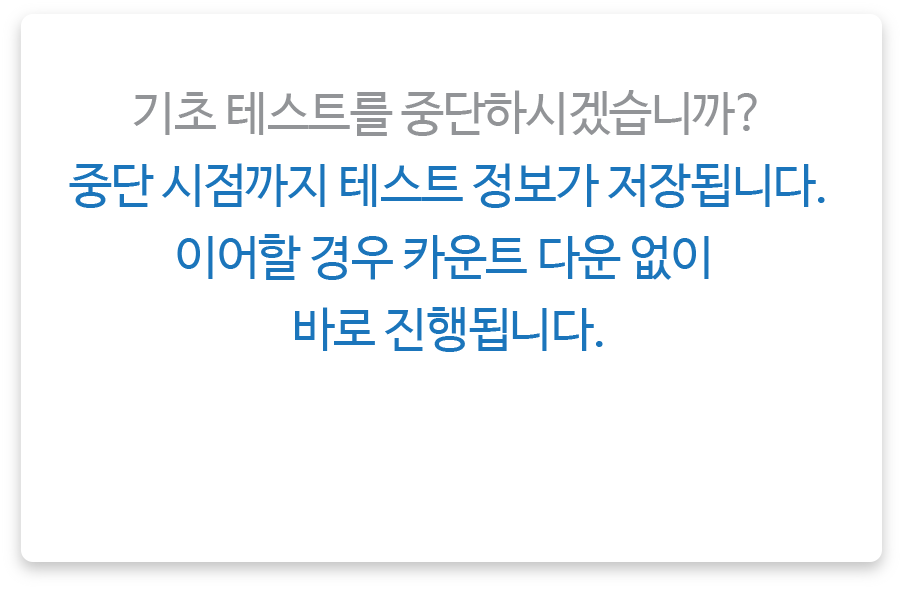 기초 테스트를 중단하시겠습니까?
중단 시점까지 테스트 정보가 저장됩니다.
이어할 경우 카운트 다운 없이
바로 진행됩니다.